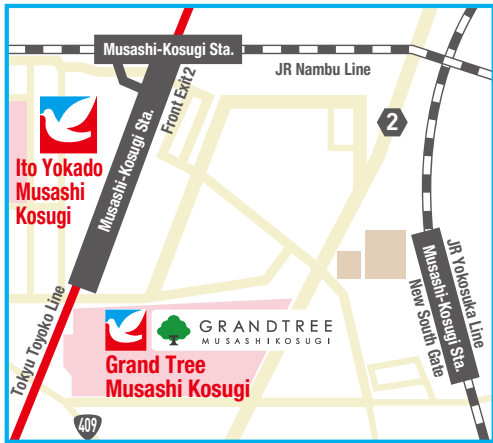 Musashi-Kosugi Sta.
JR Nambu Line
Front Exit2
Musashi-Kosugi Sta.
2
Ito Yokado
Musashi
Kosugi
JR Yokosuka Line
Musashi-Kosugi Sta.
New South Gate
Tokyu Toyoko Line
GRANDTREE
MUSASHIKOSUGI
Grand Tree
Musashi Kosugi
409